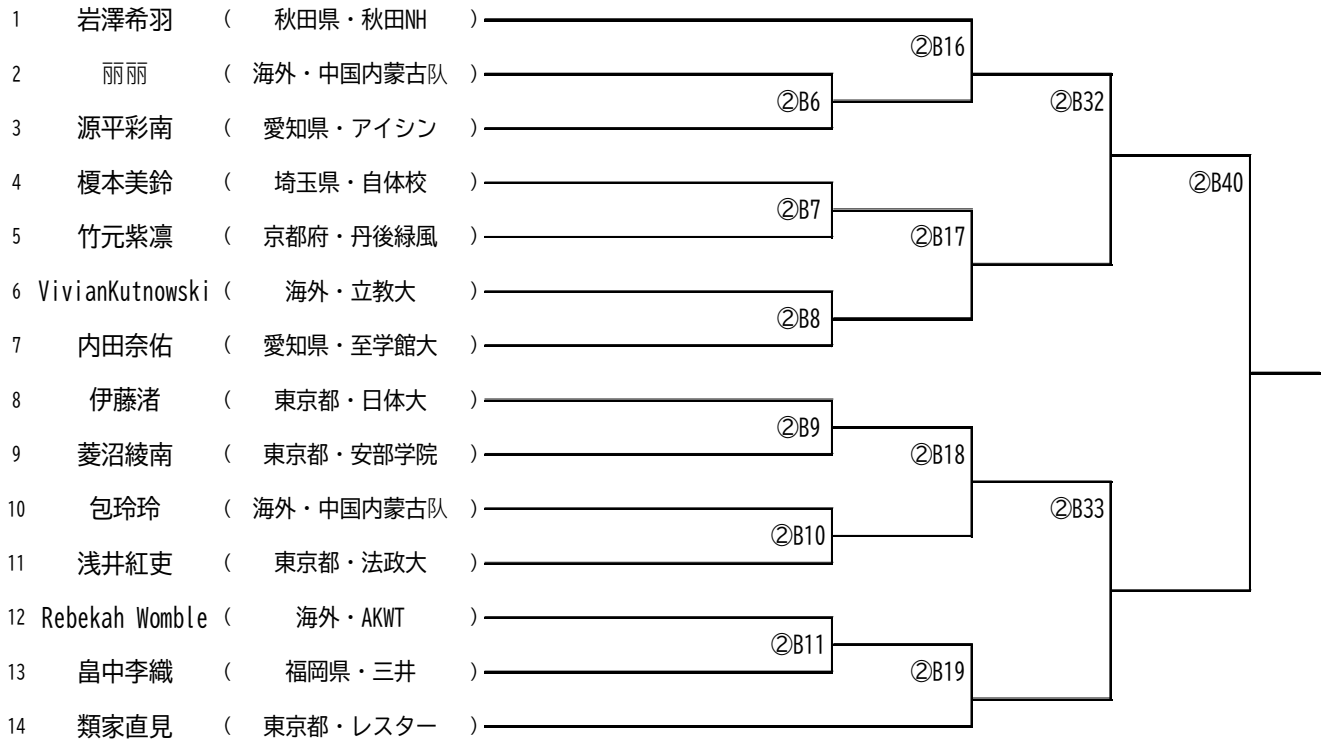 1 岩澤希羽 ( 秋田県・秋田NH )
②B16
2 丽丽 ( 海外・中国内蒙古队 )
②B6 ②B32
3 源平彩南 ( 愛知県・アイシン )
4 榎本美鈴 ( 埼玉県・自体校 )
②B40
②B7
5 竹元紫凛 ( 京都府・丹後緑風 )
②B17
6 VivianKutnowski ( 海外・立教大 )
②B8
7 内田奈佑 ( 愛知県・至学館大 )
8 伊藤渚 ( 東京都・日体大 )
②B9
9 菱沼綾南 ( 東京都・安部学院 )
②B18
10 包玲玲 ( 海外・中国内蒙古队 )
②B33
②B10
11 浅井紅吏 ( 東京都・法政大 )
12 Rebekah Womble ( 海外・AKWT )
②B11
13 畠中李織 ( 福岡県・三井 )
②B19
14 類家直見 ( 東京都・レスター )